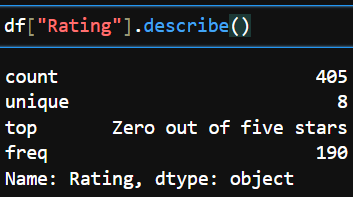 df["Rating"].describe()
count 405
unique 8
top Zero out of five stars
freq 190
Name: Rating, dtype: object